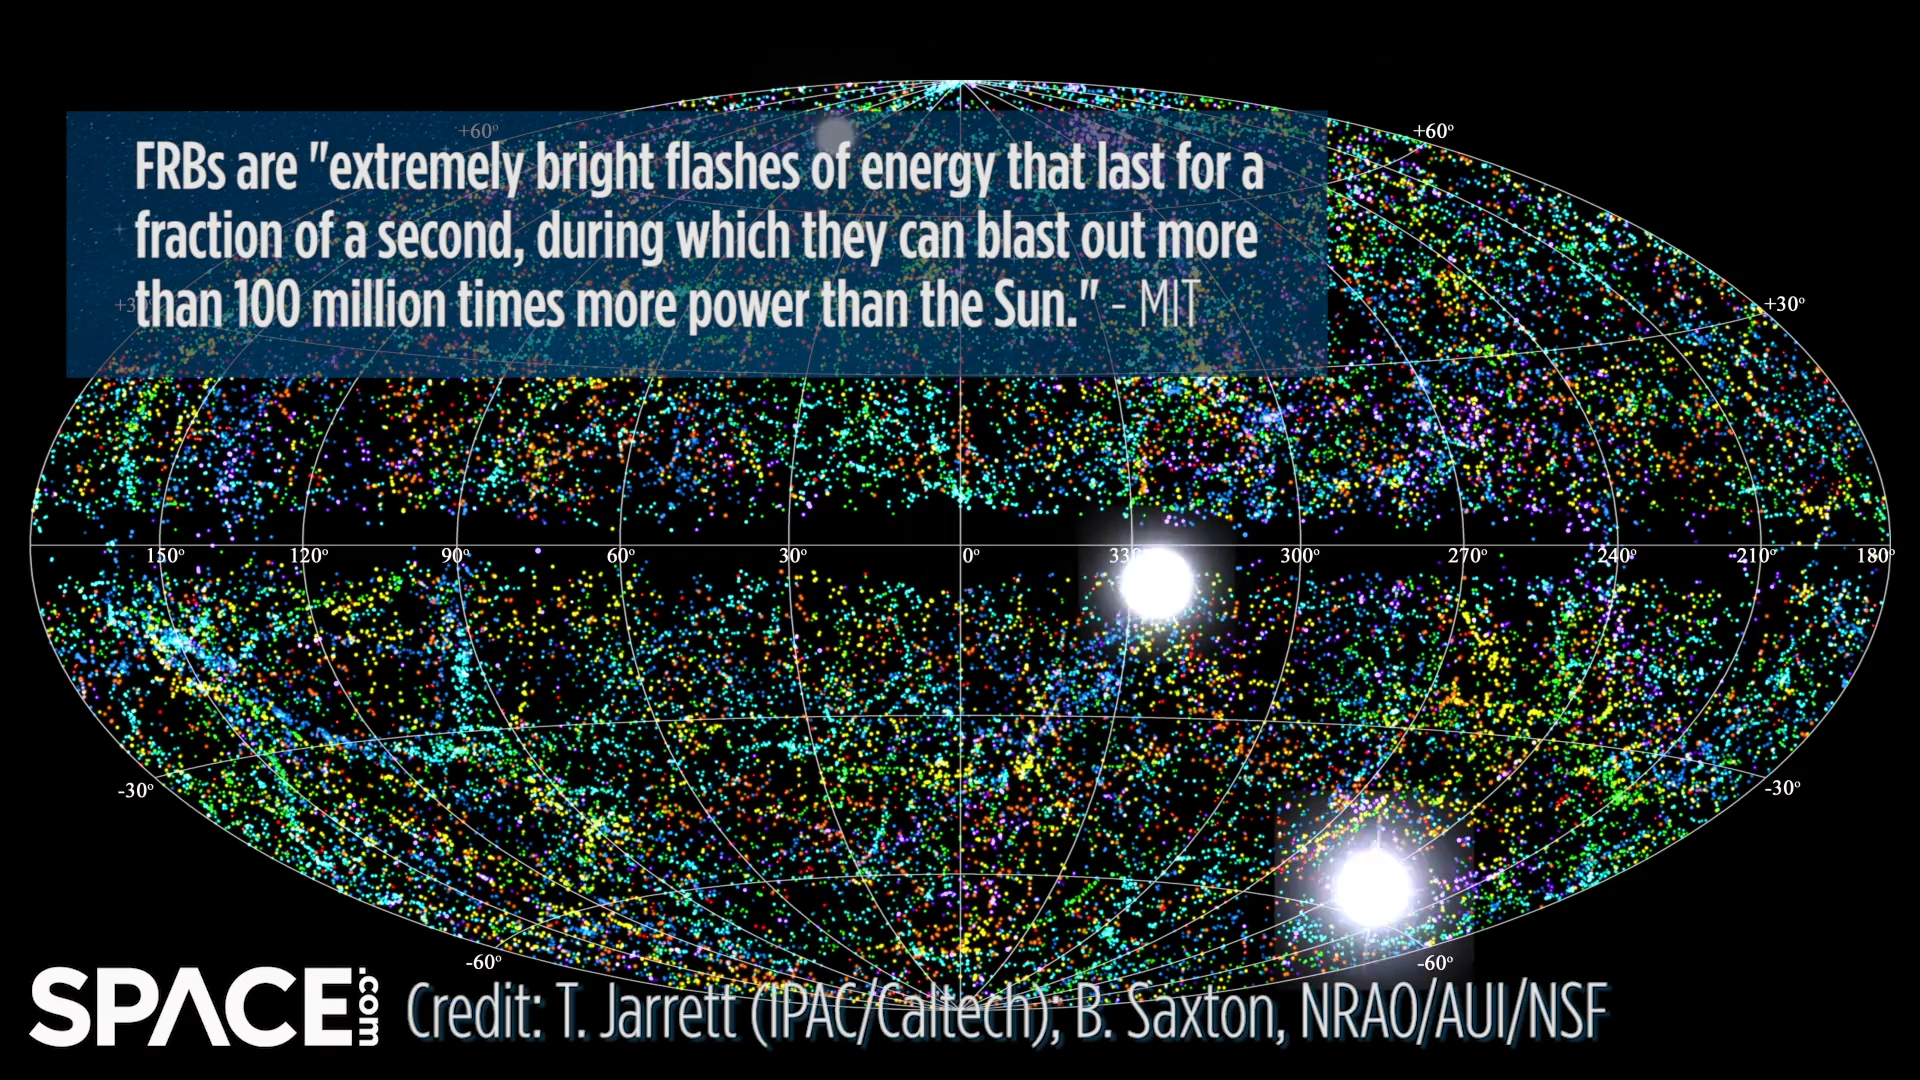 +60°
+60°
FRBs are "extremely bright flashes of energy that last for a
fraction of a second, during which they can blast out more
than 100 million times more power than the Sun." - MIT
+30°
+30°
150° 120° 90° 60° 30° 0° 330 300° 270° 240° 210° 180°
-30°
-30°
-60°
-60°
SPACE.com
Credit: T. Jarrett (IPAC/Caltech); B. Saxton, NRAO/AUI/NSF